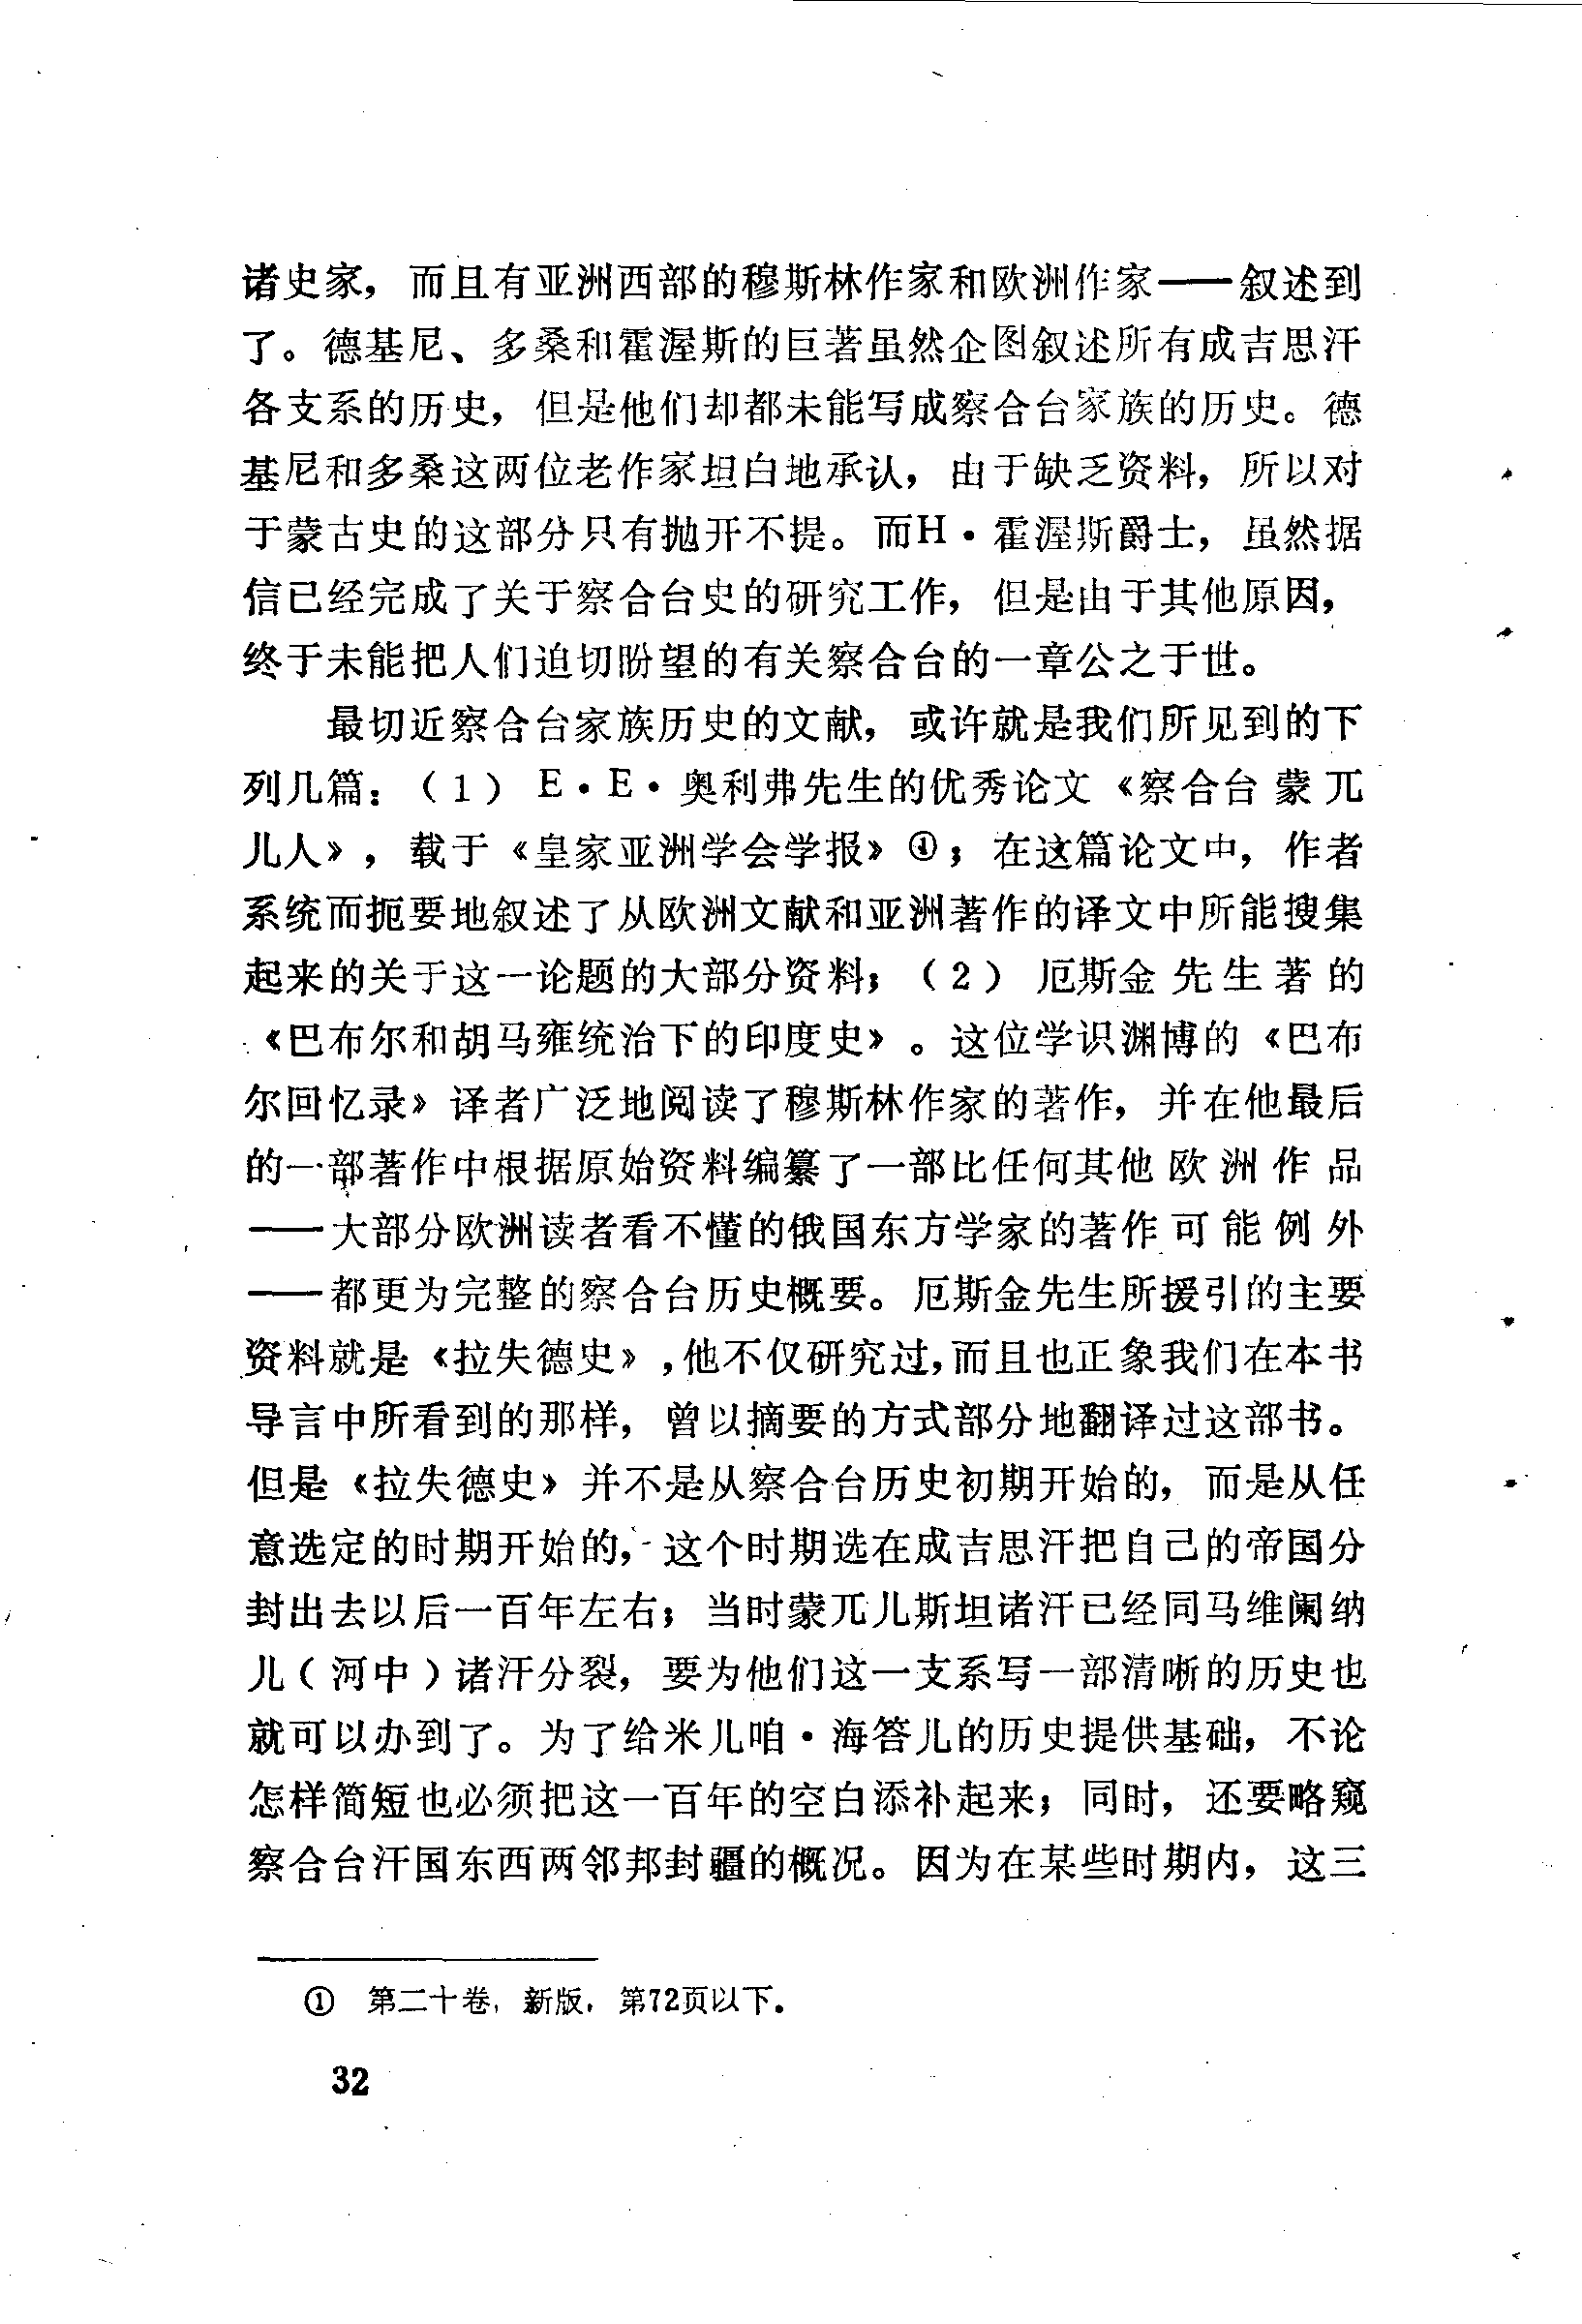 诸史家，而且有亚洲西部的穆斯林作家和欧洲作家——叙述到
了。德基尼、多桑和霍渥斯的巨著虽然企图叙述所有成吉思汗
各支系的历史，但是他们却都未能写成察合台家族的历史。德
基尼和多桑这两位老作家坦白地承认，由于缺乏资料，所以对
于蒙古史的这部分只有抛开不提。而H·霍渥斯爵士，虽然据
信已经完成了关于察合台史的研究工作，但是由于其他原因，
终于未能把人们迫切盼望的有关察合台的一章公之于世。
最切近察合台家族历史的文献，或许就是我们所见到的下
列几篇：（1）E·E·奥利弗先生的优秀论文《察合台蒙兀
儿人》，载于《皇家亚洲学会学报》①；在这篇论文中，作者
系统而扼要地叙述了从欧洲文献和亚洲著作的译文中所能搜集
起来的关于这一论题的大部分资料；（2）厄斯金先生著的
《巴布尔和胡马雍统治下的印度史》。这位学识渊博的《巴布
尔回忆录》译者广泛地阅读了穆斯林作家的著作，并在他最后
的一部著作中根据原始资料编纂了一部比任何其他欧洲作品
——大部分欧洲读者看不懂的俄国东方学家的著作可能例外
——都更为完整的察合台历史概要。厄斯金先生所援引的主要
资料就是《拉失德史》，他不仅研究过，而且也正象我们在本书
导言中所看到的那样，曾以摘要的方式部分地翻译过这部书。
但是《拉失德史》并不是从察合台历史初期开始的，而是从任
意选定的时期开始的，这个时期选在成吉思汗把自己的帝国分
封出去以后一百年左右；当时蒙兀儿斯坦诸汗已经同马维阑纳
儿（河中）诸汗分裂，要为他们这一支系写一部清晰的历史也
就可以办到了。为了给米儿咱·海答儿的历史提供基础，不论
怎样简短也必须把这一百年的空白添补起来；同时，还要略窥
察合台汗国东西两邻邦封疆的概况。因为在某些时期内，这三
① 第二十卷，新版，第72页以下。
32